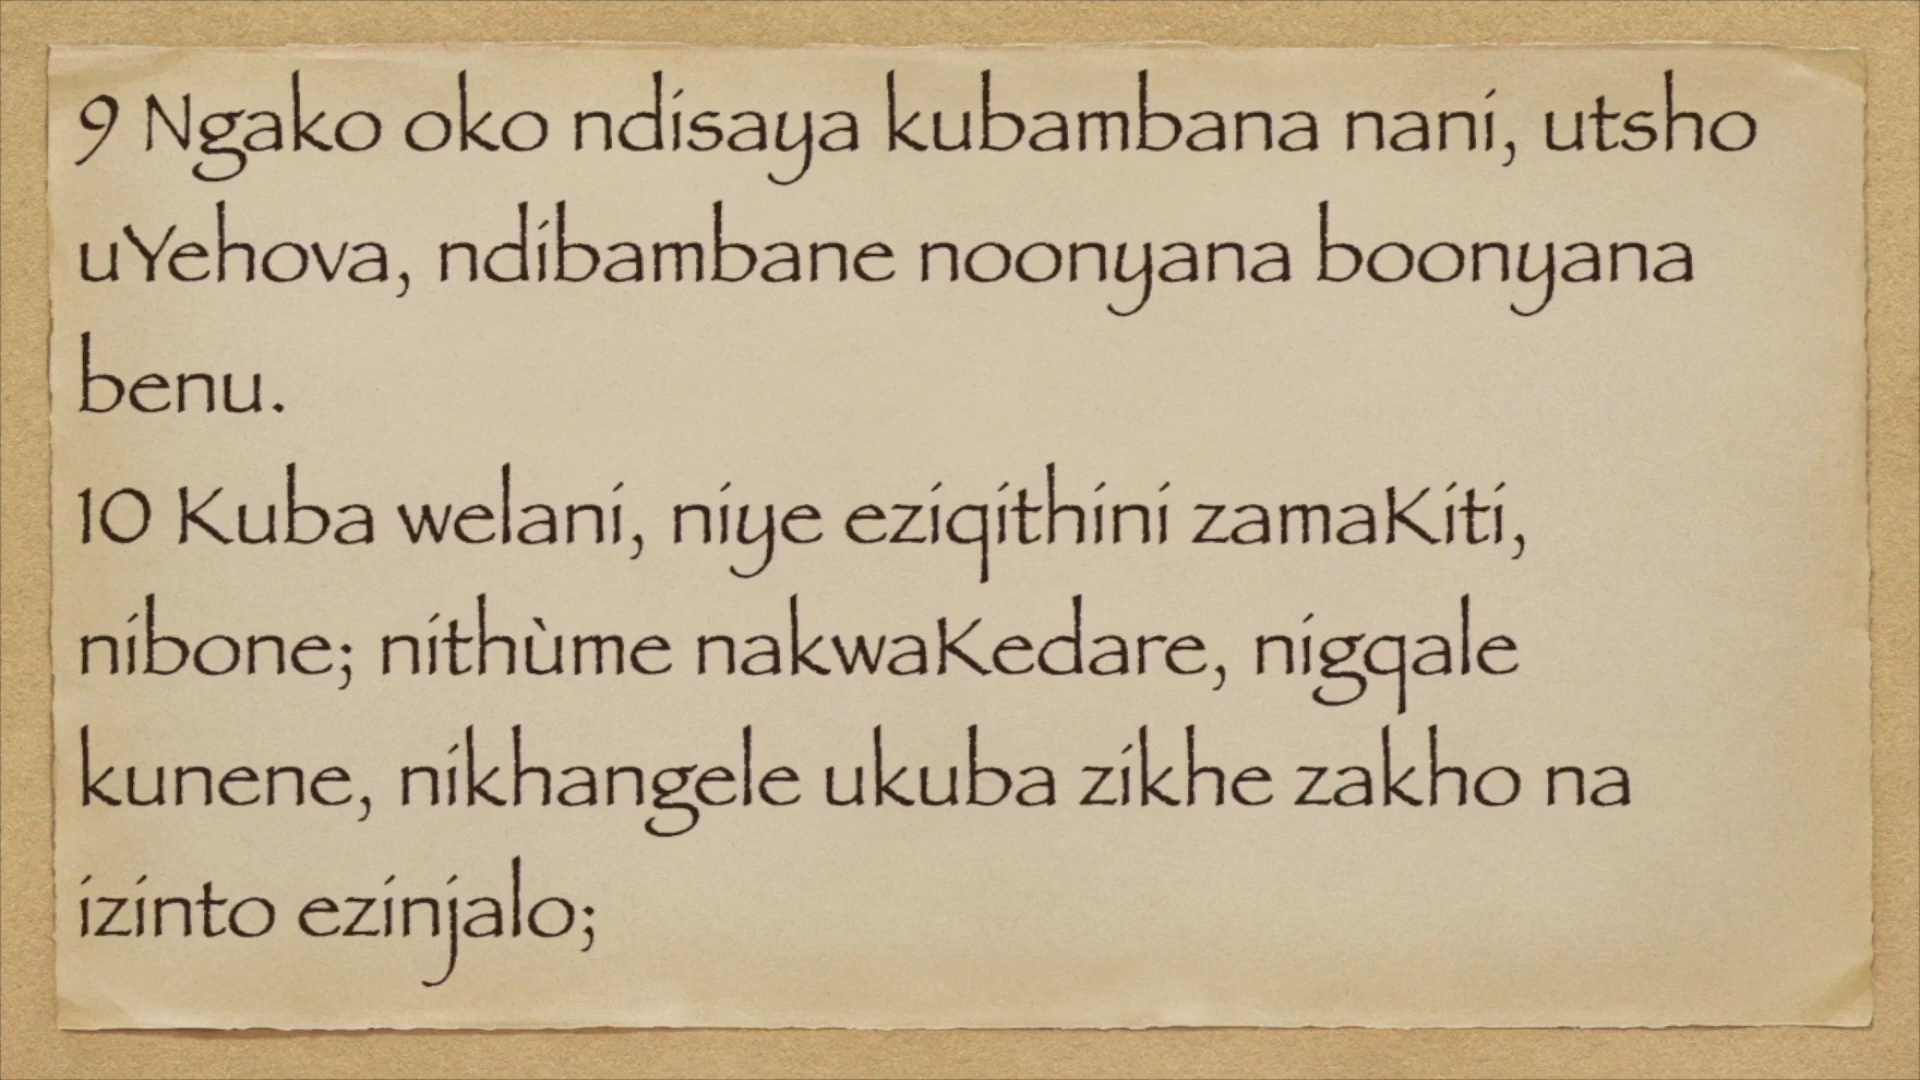 9 Ngako oko ndisaya kubambana nani, utsho
uYehova, ndibambane noonyana boonyana
benu.
10 Kuba welani, niye eziqithini zamaKiti,
nibone; nithùme nakwaKedare, nigqale
kunene, nikhangele ukuba zikhe zakho na
izinto ezinjalo;